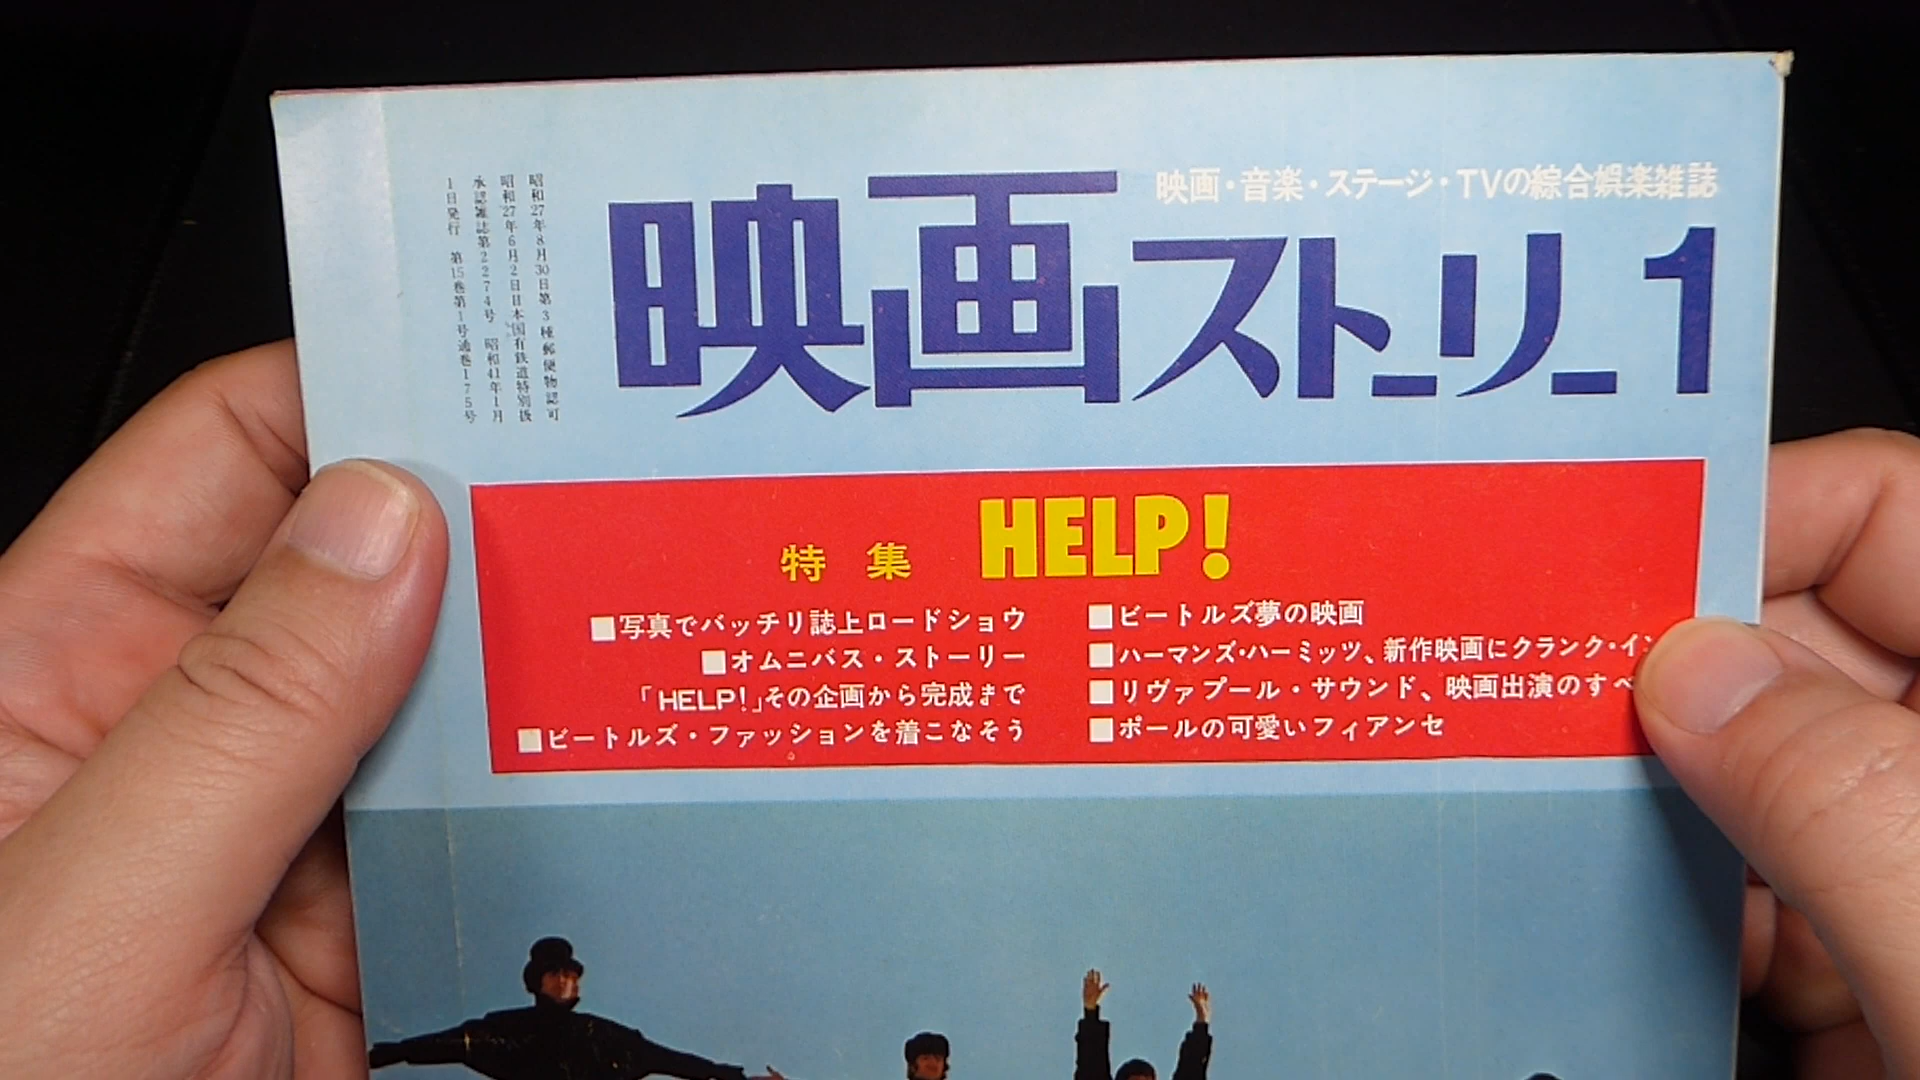 映画・音楽・ステージ・TVの綜合娯楽雑誌
映画ストーリー1
昭和27年8月30日第3種郵便物認可
昭和27年6月2日日本国有鉄道特別扱
承認雑誌第2274号 昭和41年1月
1日発行 第15巻第1号通巻175号
特集 HELP!
■写真でバッチリ誌上ロードショウ
■オムニバス・ストーリー
「HELP!」その企画から完成まで
■ビートルズ・ファッションを着こなそう
■ビートルズ夢の映画
■ハーマンズ・ハーミッツ、新作映画にクランク・イン
■リヴァプール・サウンド、映画出演のすべ
■ポールの可愛いフィアンセ